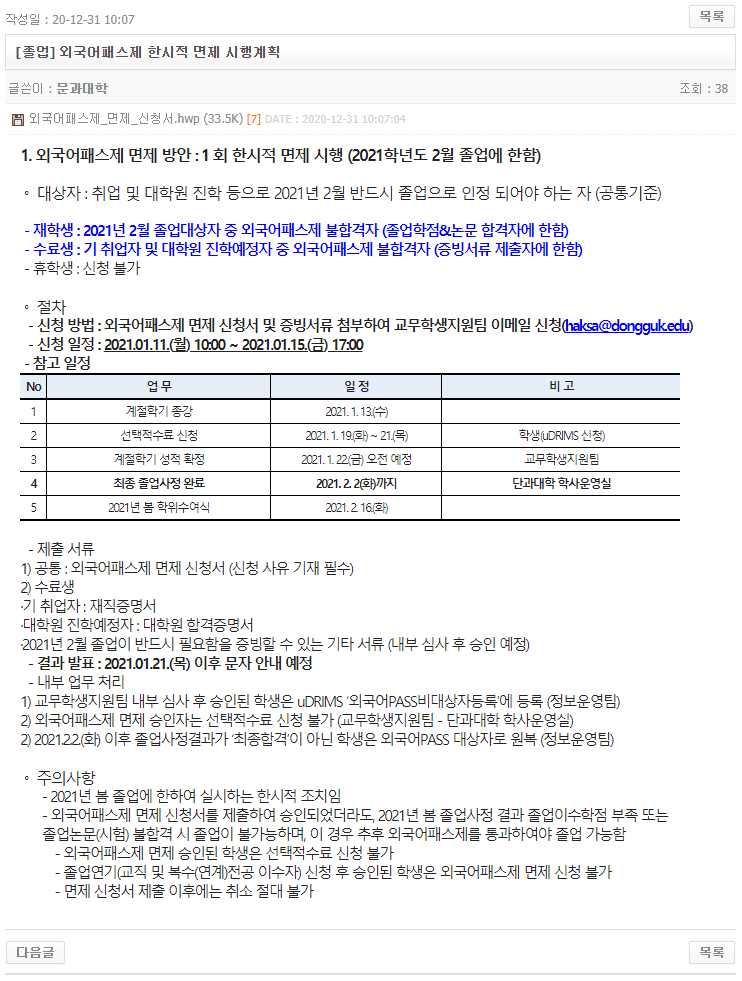 작성일 : 20-12-31 10:07
목록
[졸업] 외국어패스제 한시적 면제 시행계획
글쓴이 : 문과대학
조회 : 38
외국어패스제_면제_신청서.hwp (33.5K) [7] DATE : 2020-12-31 10:07:04
1. 외국어패스제 면제 방안 : 1 회 한시적 면제 시행 (2021학년도 2월 졸업에 한함)
◦ 대상자 : 취업 및 대학원 진학 등으로 2021년 2월 반드시 졸업으로 인정 되어야 하는 자 (공통기준)
- 재학생 : 2021년 2월 졸업대상자 중 외국어패스제 불합격자 (졸업학점&논문 합격자에 한함)
- 수료생 : 기 취업자 및 대학원 진학예정자 중 외국어패스제 불합격자 (증빙서류 제출자에 한함)
- 휴학생 : 신청 불가
◦ 절차
- 신청 방법 : 외국어패스제 면제 신청서 및 증빙서류 첨부하여 교무학생지원팀 이메일 신청(haksa@dongguk.edu)
- 신청 일정 : 2021.01.11.(월) 10:00 ~ 2021.01.15.(금) 17:00
- 참고 일정
No 업 무 일 정 비 고
1 계절학기 종강 2021. 1. 13.(수)
2 선택적수료 신청 2021. 1. 19.(화) ~ 21.(목) 학생(uDRIMS 신청)
3 계절학기 성적 확정 2021. 1. 22.(금) 오전 예정 교무학생지원팀
4 최종 졸업사정 완료 2021. 2. 2(화)까지 단과대학 학사운영실
5 2021년 봄 학위수여식 2021. 2. 16.(화)
- 제출 서류
1) 공통 : 외국어패스제 면제 신청서 (신청 사유 기재 필수)
2) 수료생
·기 취업자 : 재직증명서
·대학원 진학예정자 : 대학원 합격증명서
·2021년 2월 졸업이 반드시 필요함을 증빙할 수 있는 기타 서류 (내부 심사 후 승인 예정)
- 결과 발표 : 2021.01.21.(목) 이후 문자 안내 예정
- 내부 업무 처리
1) 교무학생지원팀 내부 심사 후 승인된 학생은 uDRIMS ‘외국어PASS비대상자등록’에 등록 (정보운영팀)
2) 외국어패스제 면제 승인자는 선택적수료 신청 불가 (교무학생지원팀 - 단과대학 학사운영실)
2) 2021.2.2.(화) 이후 졸업사정결과가 ‘최종합격’이 아닌 학생은 외국어PASS 대상자로 원복 (정보운영팀)
◦ 주의사항
- 2021년 봄 졸업에 한하여 실시하는 한시적 조치임
- 외국어패스제 면제 신청서를 제출하여 승인되었더라도, 2021년 봄 졸업사정 결과 졸업이수학점 부족 또는
졸업논문(시험) 불합격 시 졸업이 불가능하며, 이 경우 추후 외국어패스제를 통과하여야 졸업 가능함
- 외국어패스제 면제 승인된 학생은 선택적수료 신청 불가
- 졸업연기(교직 및 복수(연계)전공 이수자) 신청 후 승인된 학생은 외국어패스제 면제 신청 불가
- 면제 신청서 제출 이후에는 취소 절대 불가
다음글
목록